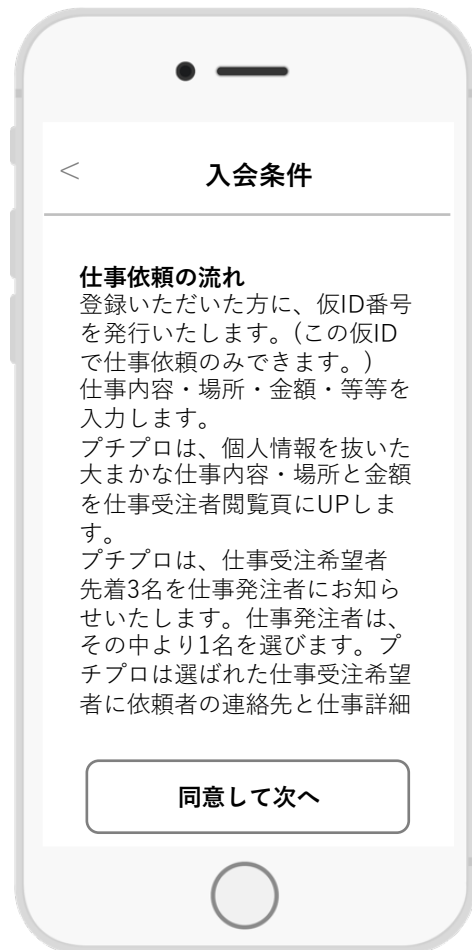 <
入会条件
仕事依頼の流れ
登録いただいた方に、仮ID番号
を発行いたします。(この仮ID
で仕事依頼のみできます。)
仕事内容・場所・金額・等等を
入力します。
プチプロは、個人情報を抜いた
大まかな仕事内容・場所と金額
を仕事受注者閲覧頁にUPしま
す。
プチプロは、仕事受注希望者
先着3名を仕事発注者にお知ら
せいたします。仕事発注者は、
その中より1名を選びます。プ
チプロは選ばれた仕事受注希望
者に依頼者の連絡先と仕事詳細
同意して次へ